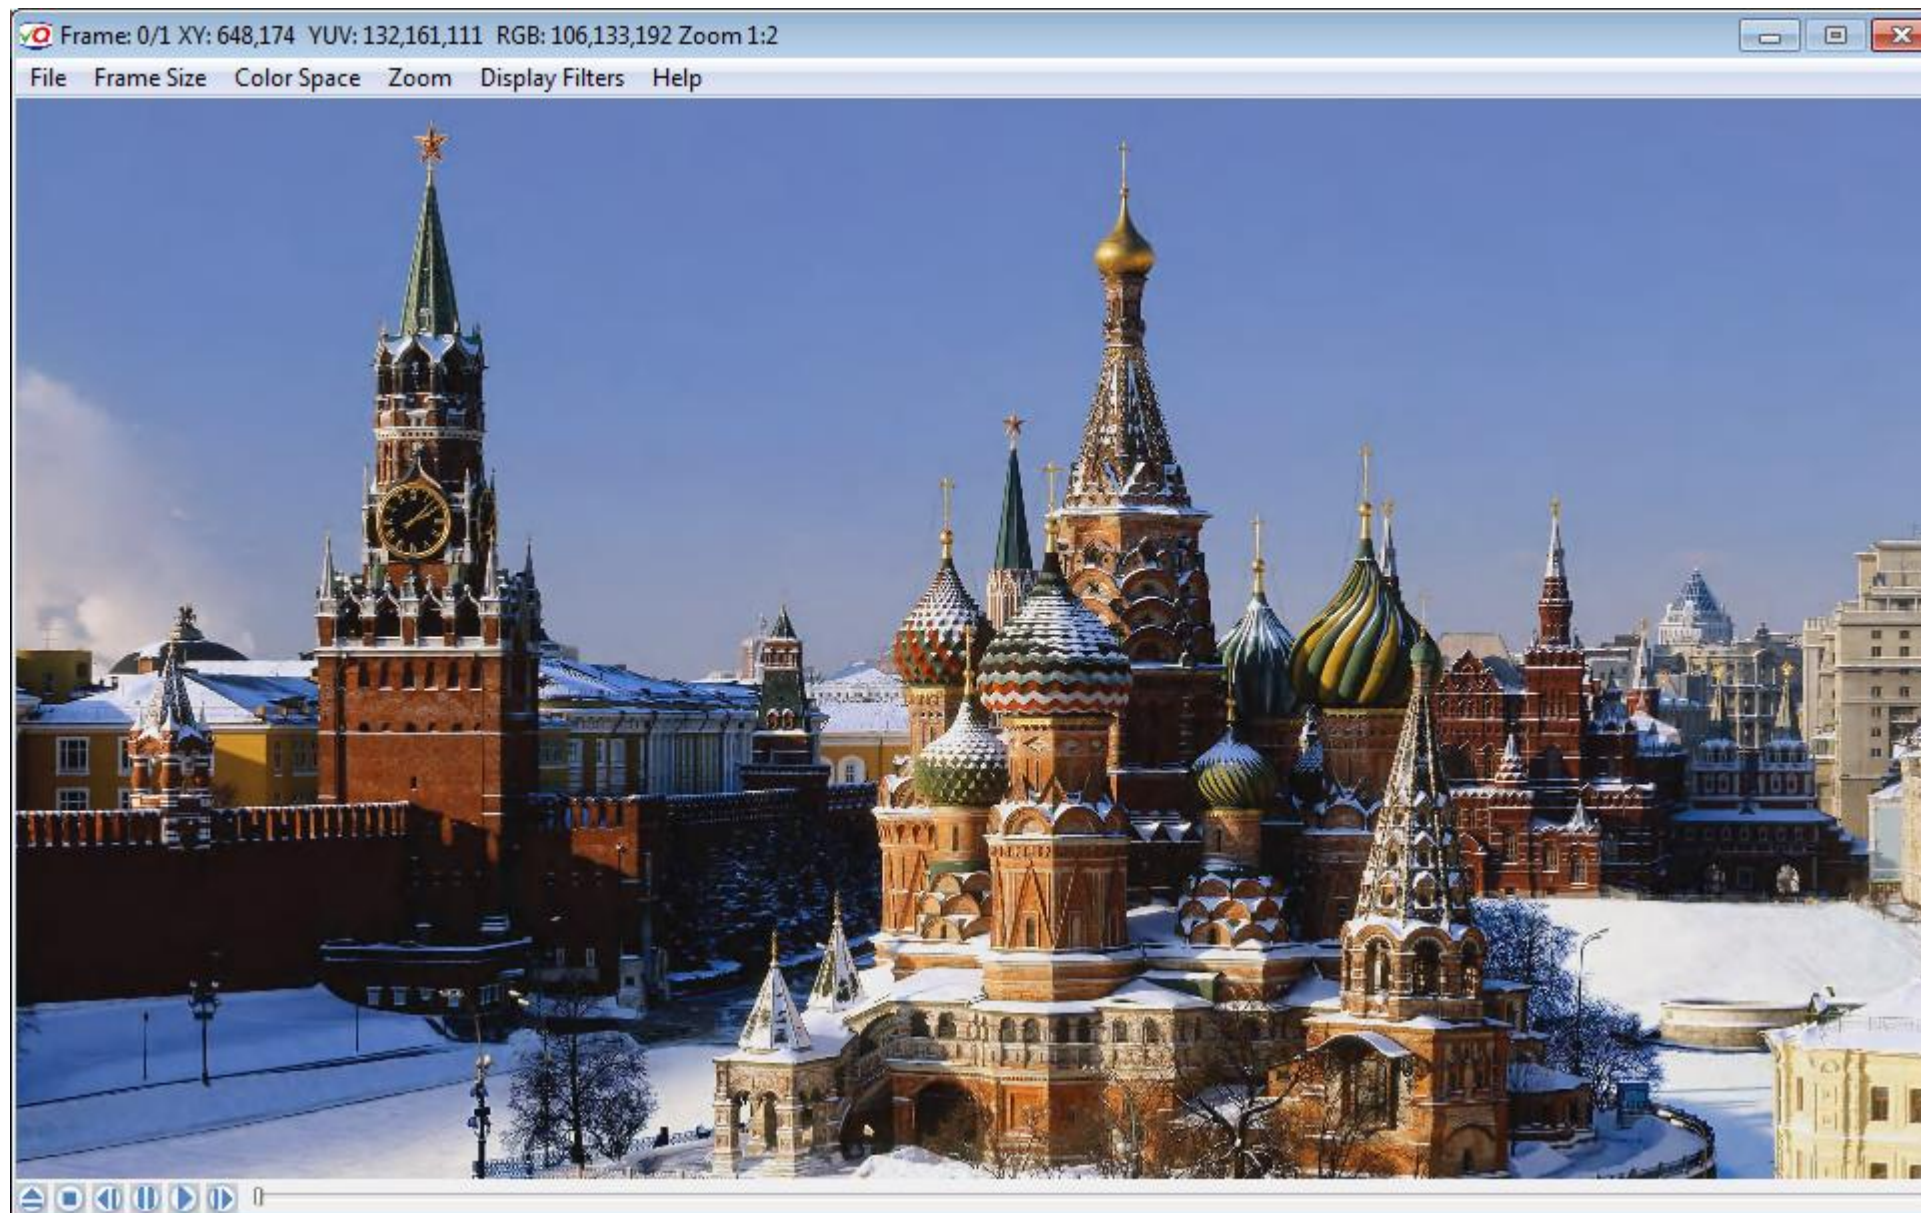 Frame: 0/1 XY: 648,174 YUV: 132,161,111 RGB: 106,133,192 Zoom 1:2
File Frame Size Color Space Zoom Display Filters Help